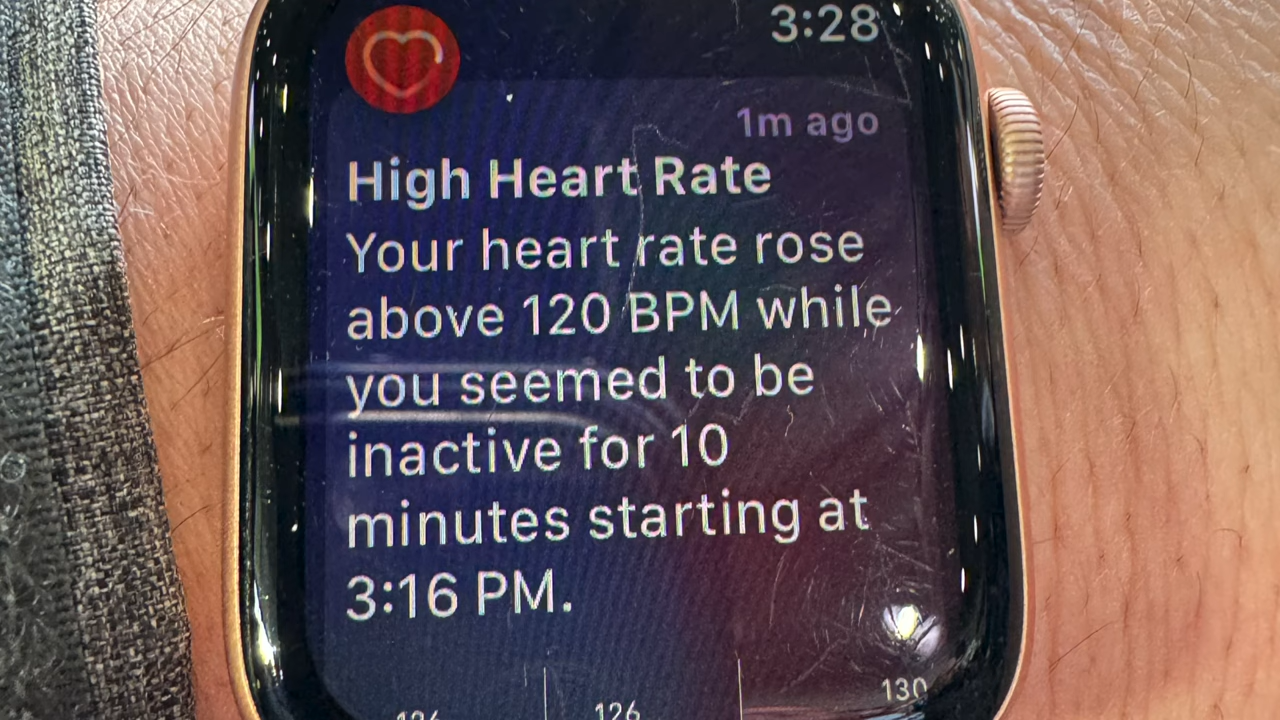 3:28
1m ago
High Heart Rate
Your heart rate rose
above 120 BPM while
you seemed to be
inactive for 10
minutes starting at
3:16 PM.
130
126